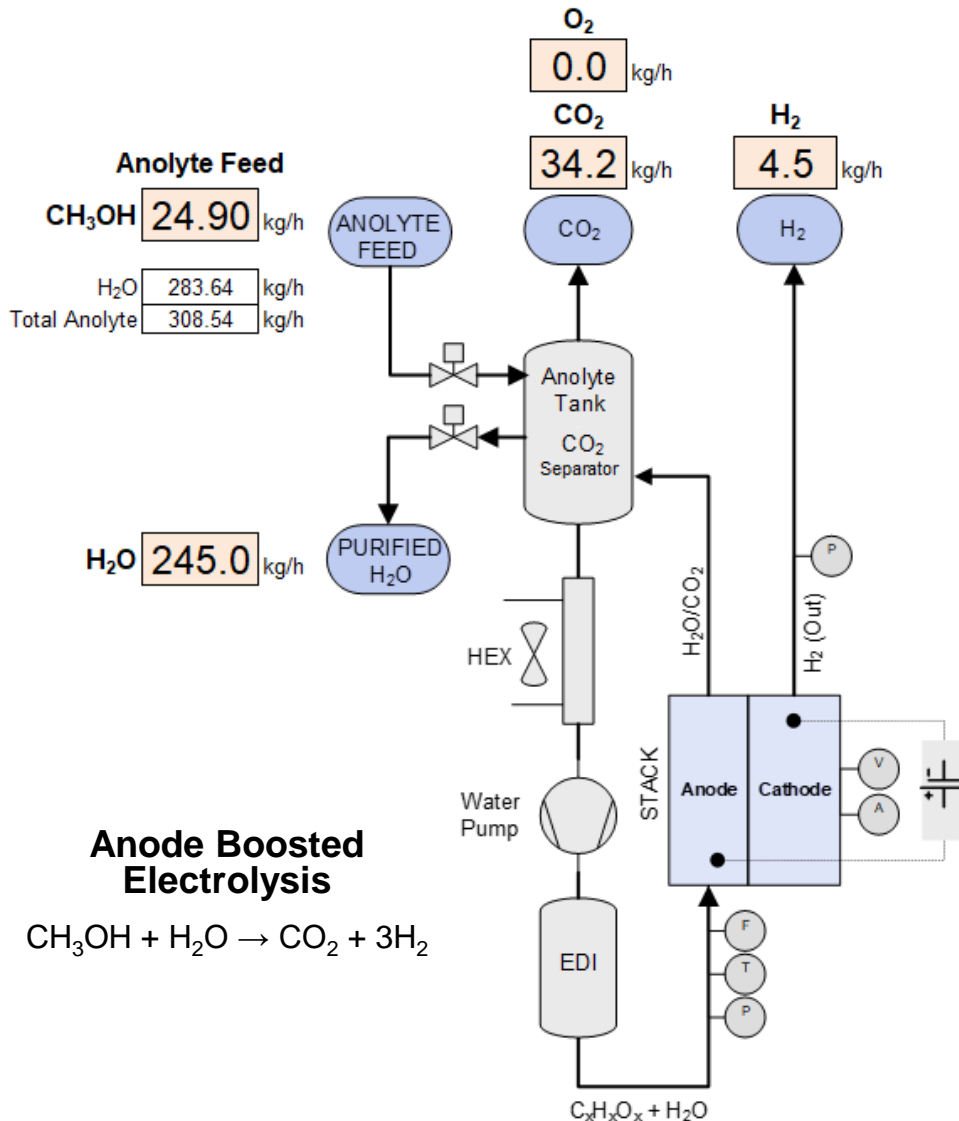 O₂
0.0 kg/h
CO₂
34.2 kg/h
H₂
4.5 kg/h
Anolyte Feed
CH₃OH 24.90 kg/h
H₂O 283.64 kg/h
Total Anolyte 308.54 kg/h
ANOLYTE
FEED
CO₂
H₂
Anolyte
Tank
CO₂
Separator
H₂O 245.0 kg/h
PURIFIED
H₂O
P
H₂O/CO₂
H₂ (Out)
HEX
STACK
Anode
Cathode
V
A
-
+
Water
Pump
Anode Boosted
Electrolysis
CH₃OH + H₂O → CO₂ + 3H₂
EDI
F
T
P
CₓHₓOₓ + H₂O